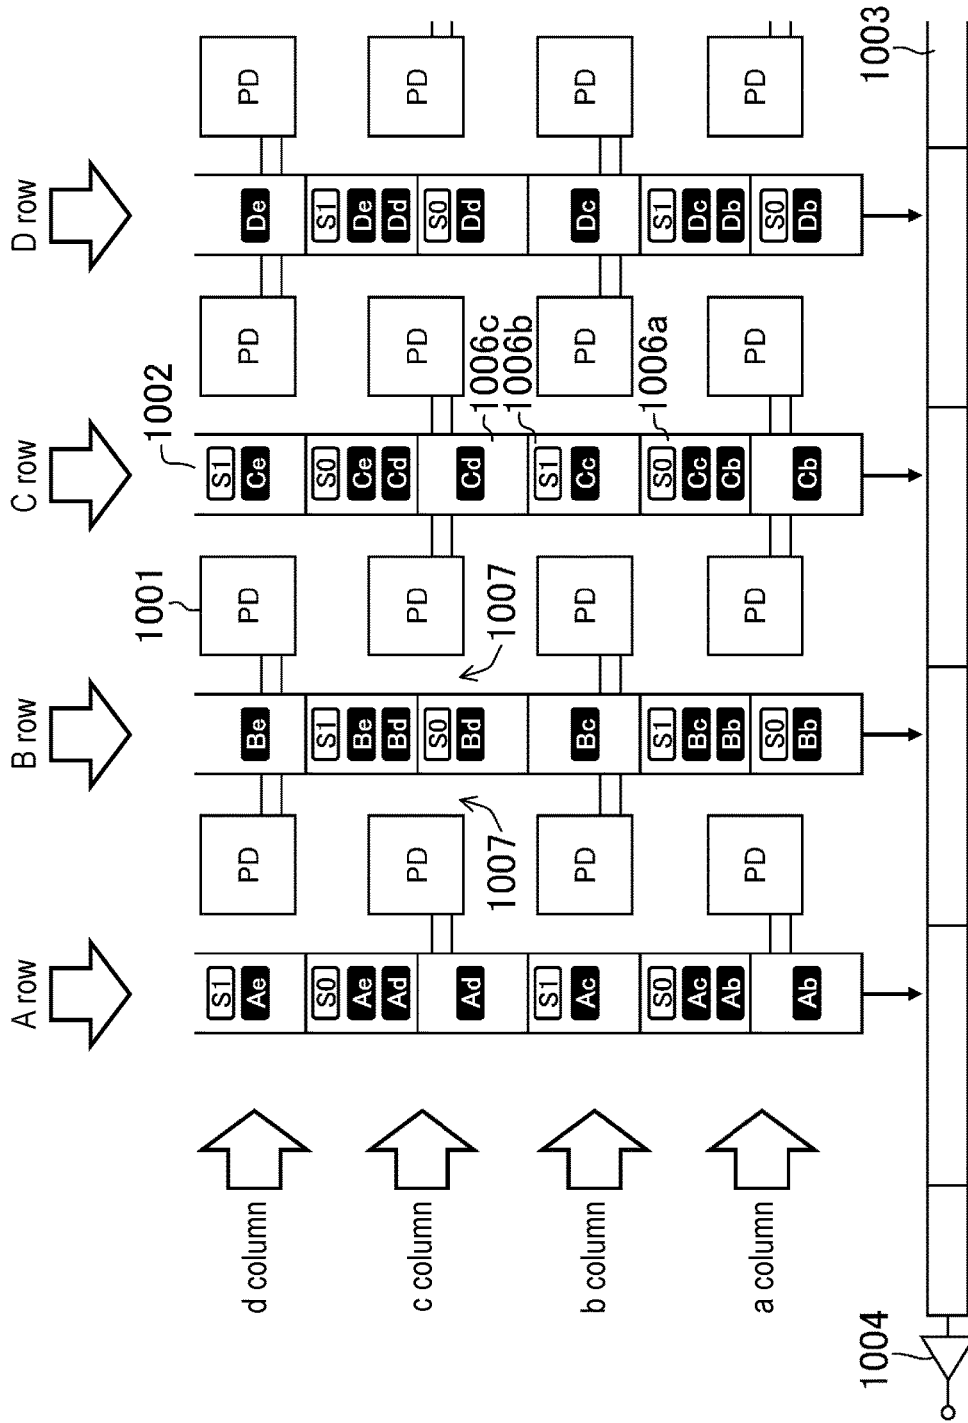 A row
B row
C row
D row
1001
1002
S1
S1
d column
Ae
PD
Be
PD
Ce
PD
De
PD
S0
S1
S0
S1
Ae
Be
Ce
De
Ad
Bd
Cd
Dd
c column
PD
S0
PD
PD
S0
PD
Ad
Bd
Cd
Dd
1006c
1007
1007
1006b
S1
S1
b column
Ac
PD
Bc
PD
Cc
PD
Dc
PD
S0
S1
S0
1006a
S1
Ac
Bc
Cc
Dc
Ab
Bb
Cb
Db
a column
PD
S0
PD
PD
S0
PD
Ab
Bb
Cb
Db
1004
1003